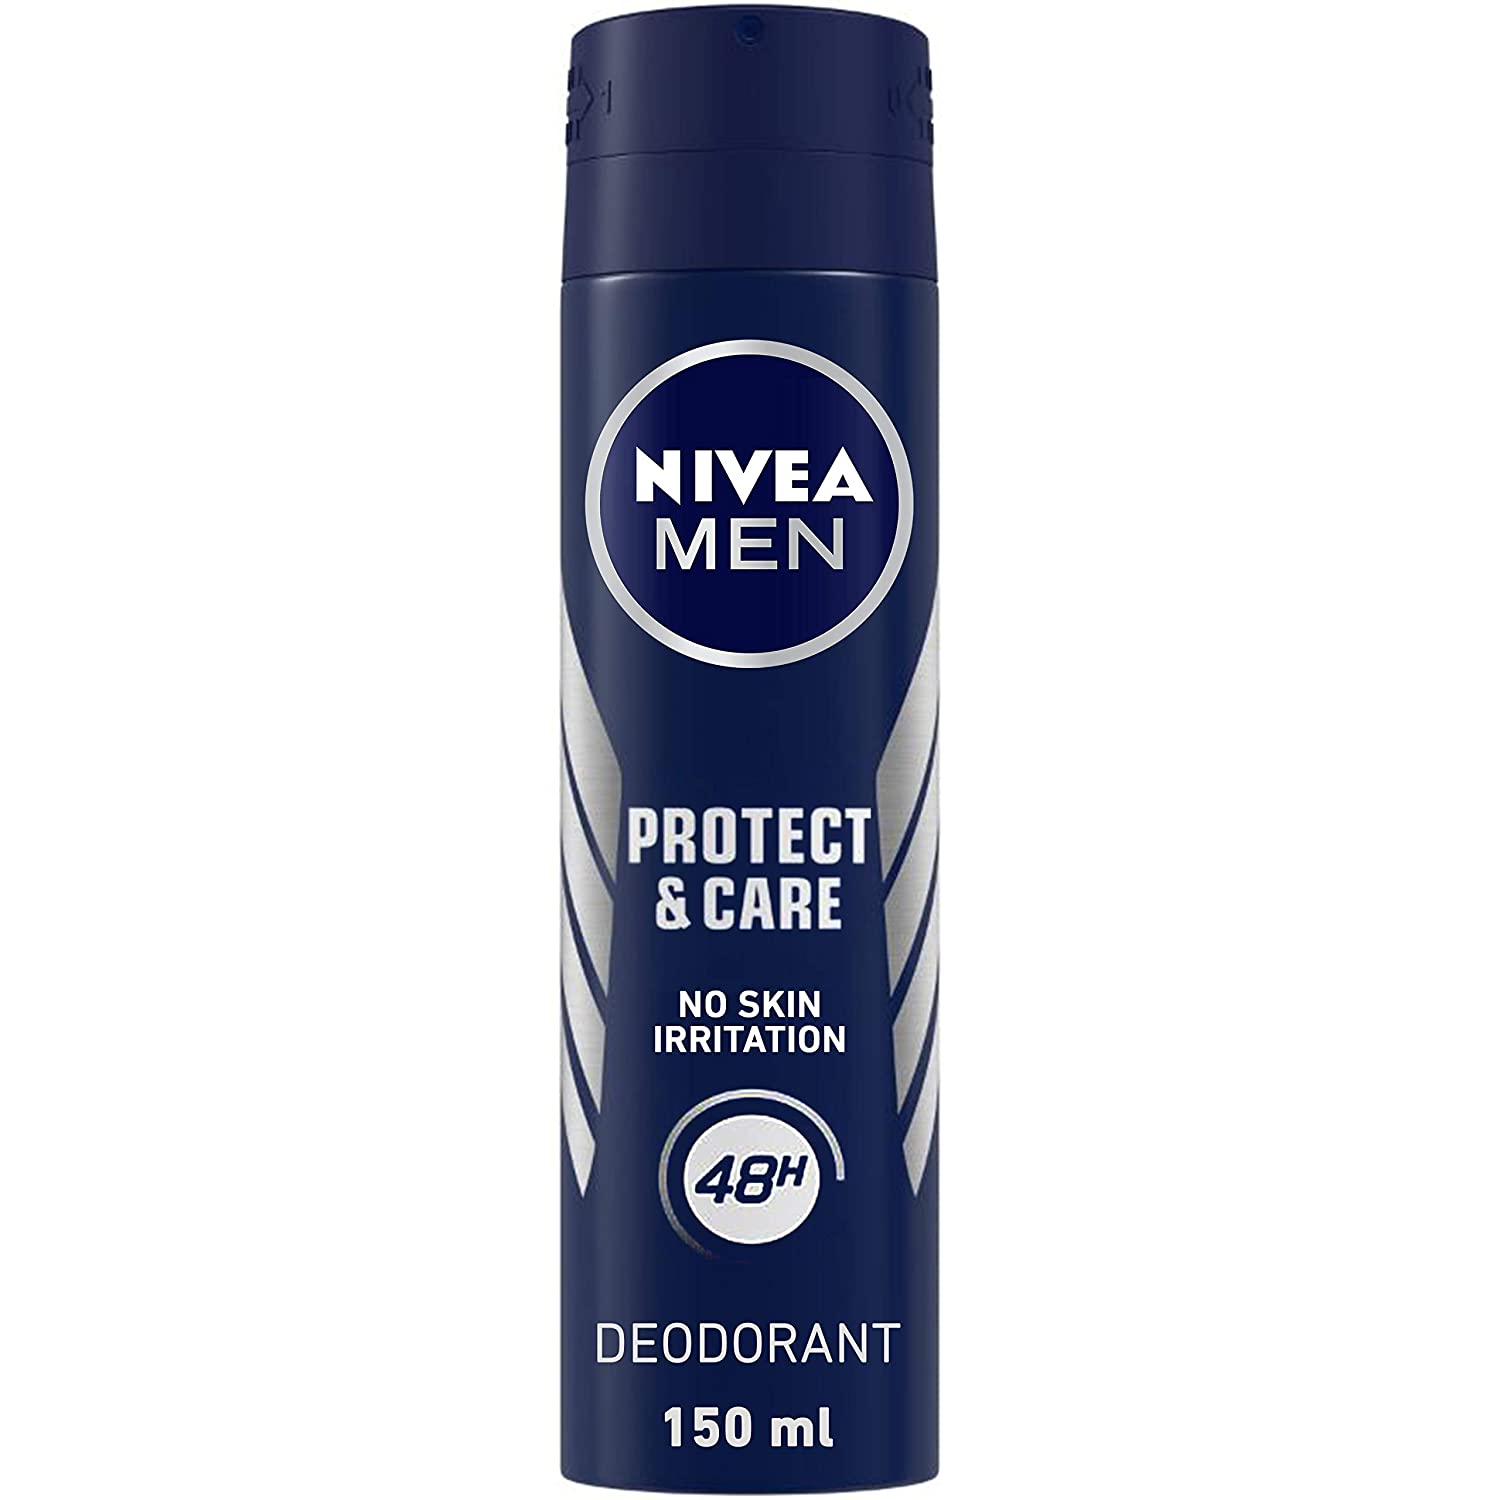 NIVEA
MEN
PROTECT
& CARE
NO SKIN
IRRITATION
48H
DEODORANT
150 ml